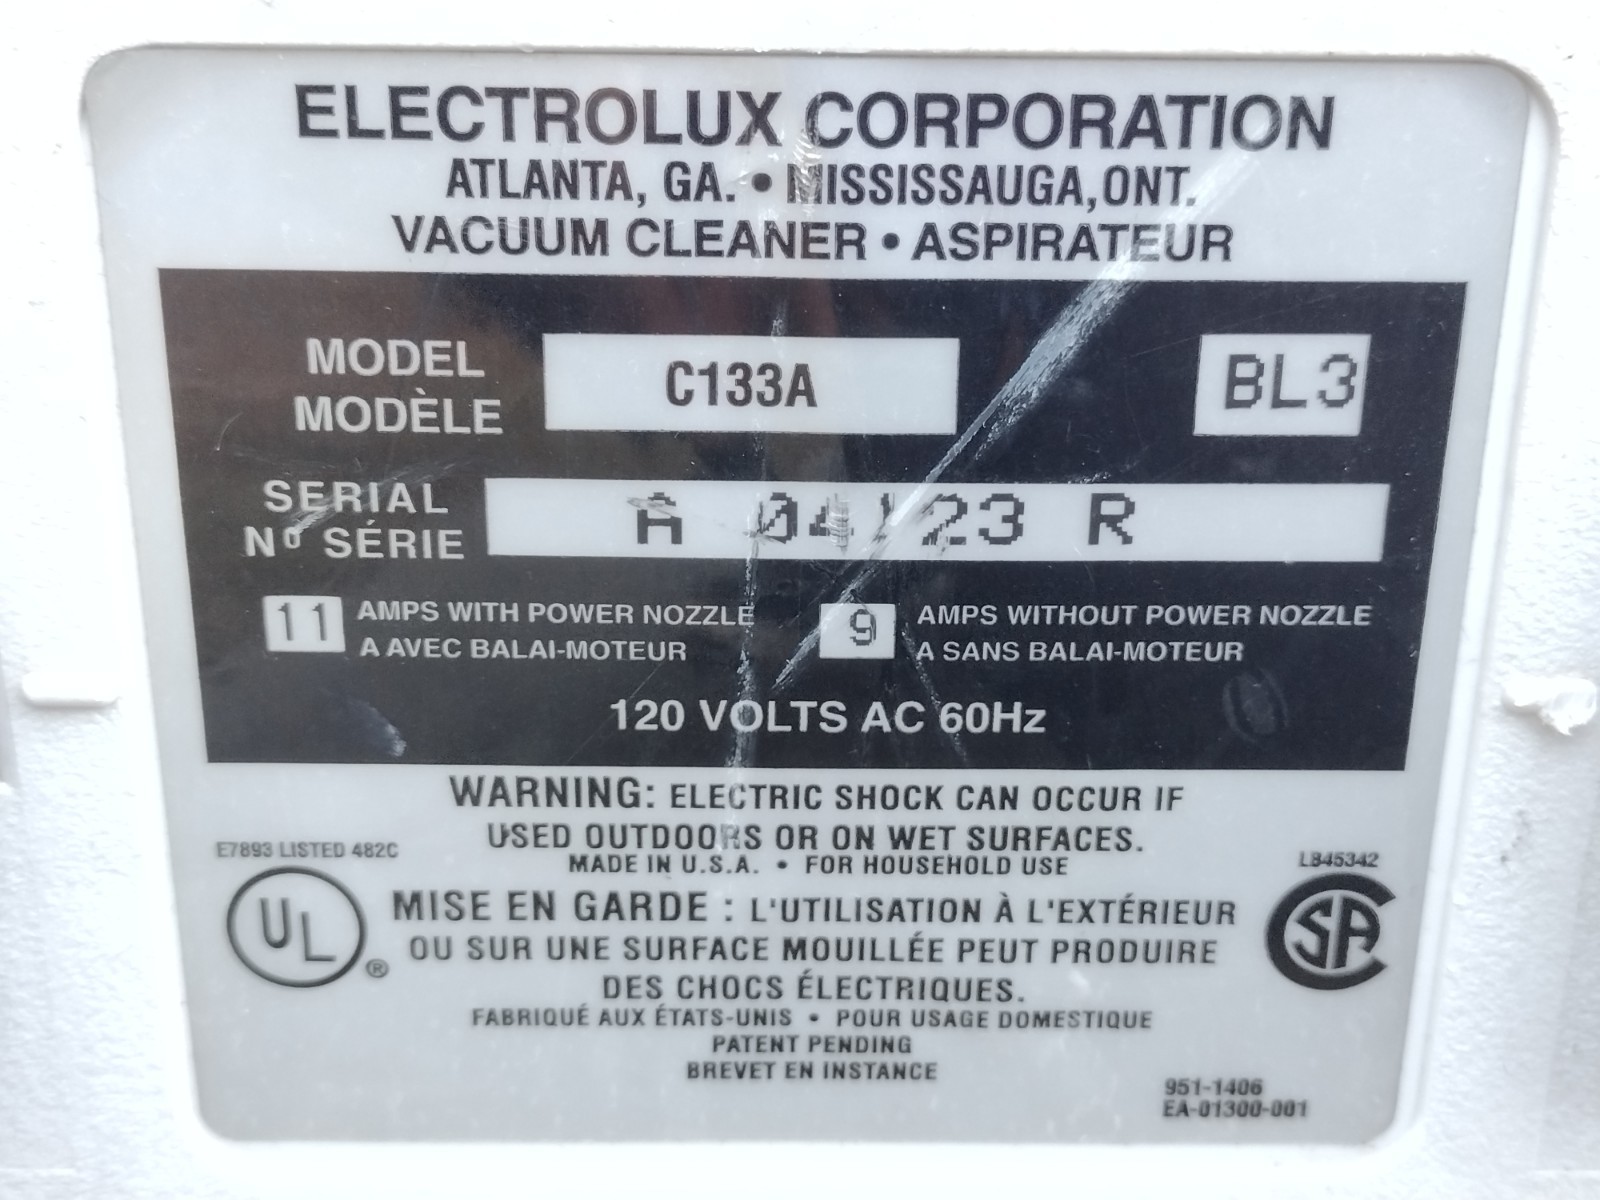 ELECTROLUX CORPORATION
ATLANTA, GA. • MISSISSAUGA, ONT.
VACUUM CLEANER • ASPIRATEUR
MODEL
MODÈLE
C133A
BL3
SERIAL
Nº SÉRIE
A 23 R
11
AMPS WITH POWER NOZZLE
A AVEC BALAI-MOTEUR
9
AMPS WITHOUT POWER NOZZLE
A SANS BALAI-MOTEUR
120 VOLTS AC 60Hz
WARNING: ELECTRIC SHOCK CAN OCCUR IF
USED OUTDOORS OR ON WET SURFACES.
MADE IN U.S.A. • FOR HOUSEHOLD USE
E7893 LISTED 482C
UL ®
LB45342
CSA
MISE EN GARDE : L'UTILISATION À L'EXTÉRIEUR
OU SUR UNE SURFACE MOUILLÉE PEUT PRODUIRE
DES CHOCS ÉLECTRIQUES.
FABRIQUÉ AUX ÉTATS-UNIS • POUR USAGE DOMESTIQUE
PATENT PENDING
BREVET EN INSTANCE
951-1406
EA-01300-001